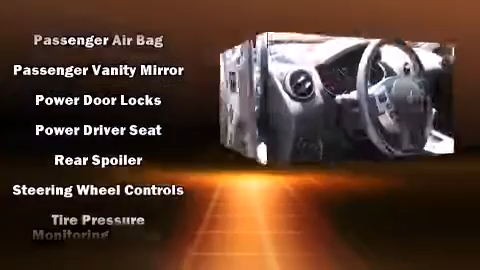 Passenger Air Bag
Passenger Vanity Mirror
Power Door Locks
Power Driver Seat
Rear Spoiler
Steering Wheel Controls
Tire Pressure
Monitoring